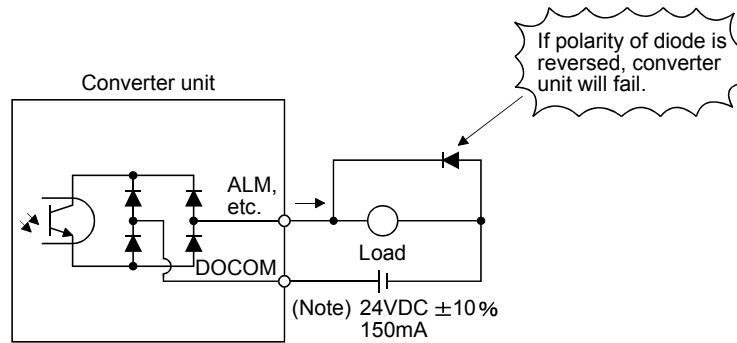 If polarity of diode is
reversed, converter
unit will fail.
Converter unit
ALM,
etc.
Load
DOCOM
(Note) 24VDC ±10%
150mA